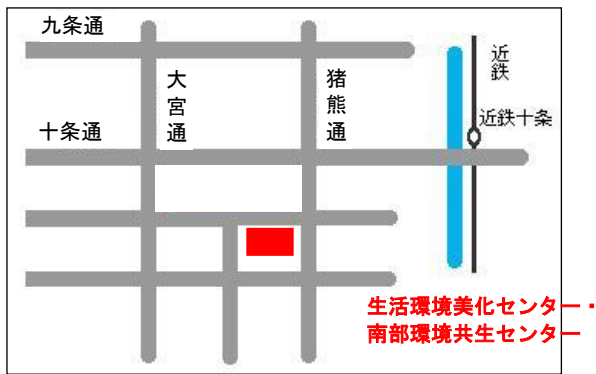 九条通
大宮通
猪熊通
近鉄
近鉄十条
十条通
生活環境美化センター・
南部環境共生センター